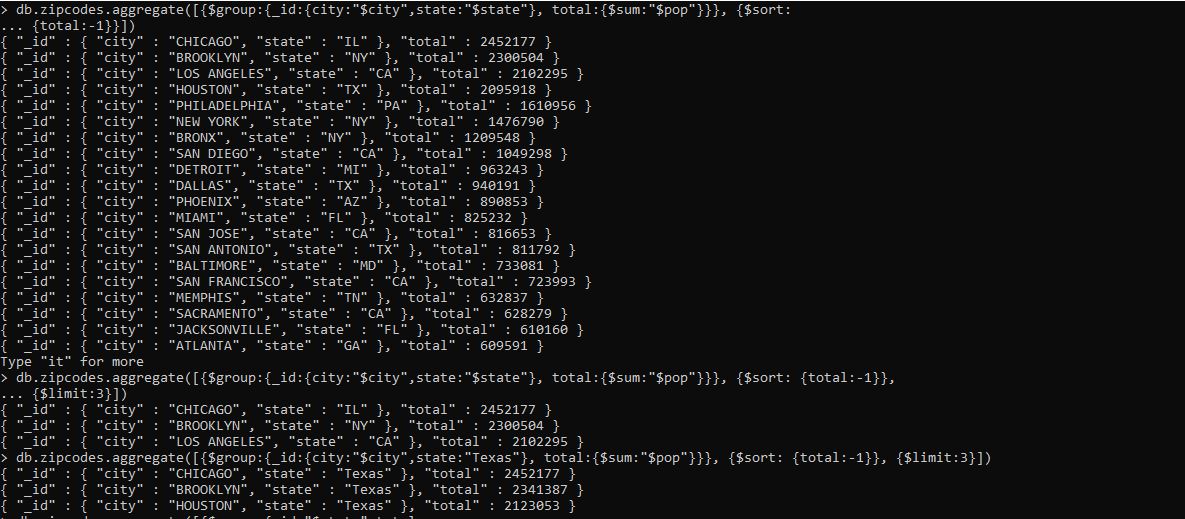 > db.zipcodes.aggregate([{$group:{_id:{city:"$city",state:"$state"}, total:{$sum:"$pop"}}}, {$sort:
... {total:-1}}])
{ "_id" : { "city" : "CHICAGO", "state" : "IL" }, "total" : 2452177 }
{ "_id" : { "city" : "BROOKLYN", "state" : "NY" }, "total" : 2300504 }
{ "_id" : { "city" : "LOS ANGELES", "state" : "CA" }, "total" : 2102295 }
{ "_id" : { "city" : "HOUSTON", "state" : "TX" }, "total" : 2095918 }
{ "_id" : { "city" : "PHILADELPHIA", "state" : "PA" }, "total" : 1610956 }
{ "_id" : { "city" : "NEW YORK", "state" : "NY" }, "total" : 1476790 }
{ "_id" : { "city" : "BRONX", "state" : "NY" }, "total" : 1209548 }
{ "_id" : { "city" : "SAN DIEGO", "state" : "CA" }, "total" : 1049298 }
{ "_id" : { "city" : "DETROIT", "state" : "MI" }, "total" : 963243 }
{ "_id" : { "city" : "DALLAS", "state" : "TX" }, "total" : 940191 }
{ "_id" : { "city" : "PHOENIX", "state" : "AZ" }, "total" : 890853 }
{ "_id" : { "city" : "MIAMI", "state" : "FL" }, "total" : 825232 }
{ "_id" : { "city" : "SAN JOSE", "state" : "CA" }, "total" : 816653 }
{ "_id" : { "city" : "SAN ANTONIO", "state" : "TX" }, "total" : 811792 }
{ "_id" : { "city" : "BALTIMORE", "state" : "MD" }, "total" : 733081 }
{ "_id" : { "city" : "SAN FRANCISCO", "state" : "CA" }, "total" : 723993 }
{ "_id" : { "city" : "MEMPHIS", "state" : "TN" }, "total" : 632837 }
{ "_id" : { "city" : "SACRAMENTO", "state" : "CA" }, "total" : 628279 }
{ "_id" : { "city" : "JACKSONVILLE", "state" : "FL" }, "total" : 610160 }
{ "_id" : { "city" : "ATLANTA", "state" : "GA" }, "total" : 609591 }
Type "it" for more
> db.zipcodes.aggregate([{$group:{_id:{city:"$city",state:"$state"}, total:{$sum:"$pop"}}}, {$sort: {total:-1}},
... {$limit:3}])
{ "_id" : { "city" : "CHICAGO", "state" : "IL" }, "total" : 2452177 }
{ "_id" : { "city" : "BROOKLYN", "state" : "NY" }, "total" : 2300504 }
{ "_id" : { "city" : "LOS ANGELES", "state" : "CA" }, "total" : 2102295 }
> db.zipcodes.aggregate([{$group:{_id:{city:"$city",state:"Texas"}, total:{$sum:"$pop"}}}, {$sort: {total:-1}}, {$limit:3}])
{ "_id" : { "city" : "CHICAGO", "state" : "Texas" }, "total" : 2452177 }
{ "_id" : { "city" : "BROOKLYN", "state" : "Texas" }, "total" : 2341387 }
{ "_id" : { "city" : "HOUSTON", "state" : "Texas" }, "total" : 2123053 }